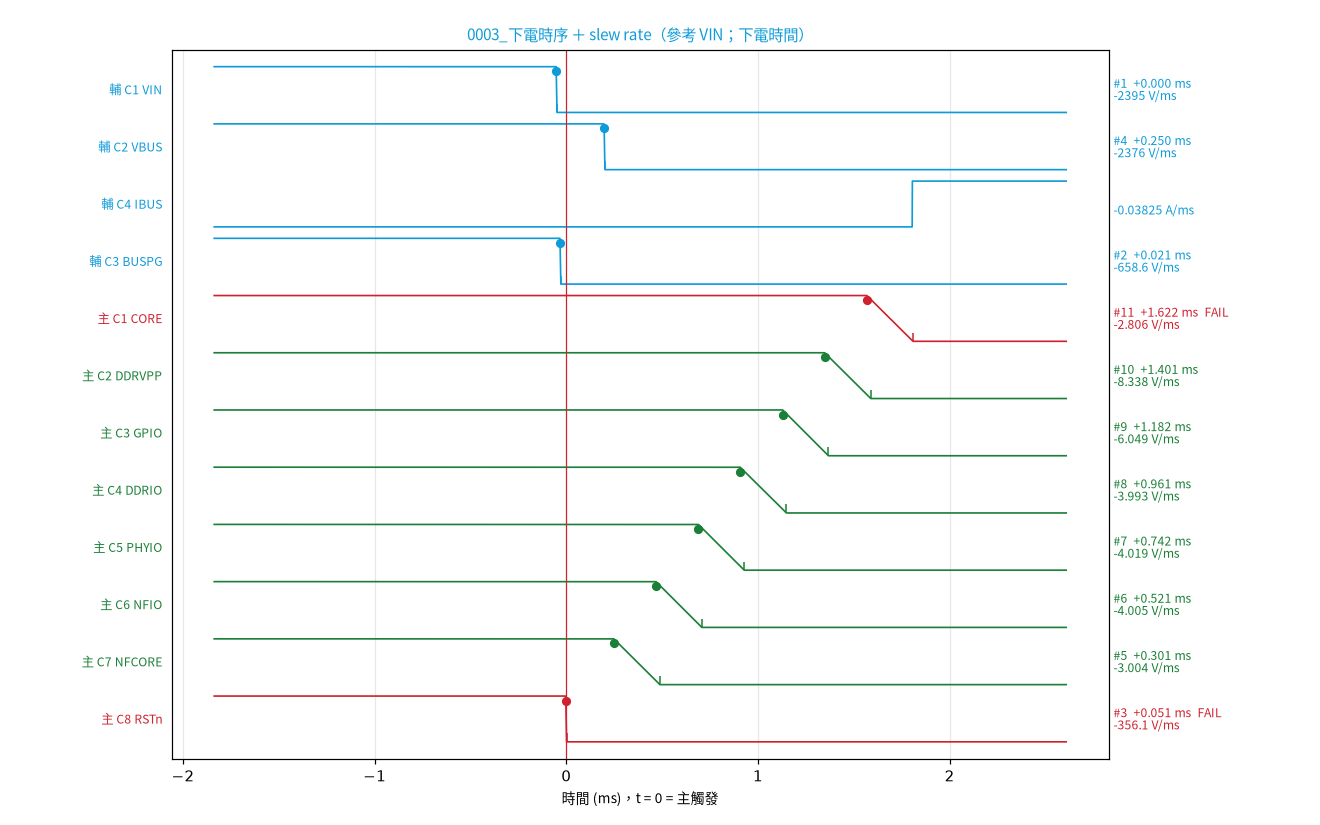 0003_下電時序 ＋ slew rate（參考 VIN；下電時間）
輔 C1 VIN
#1 +0.000 ms
-2395 V/ms
輔 C2 VBUS
#4 +0.250 ms
-2376 V/ms
輔 C4 IBUS
-0.03825 A/ms
輔 C3 BUSPG
#2 +0.021 ms
-658.6 V/ms
主 C1 CORE
#11 +1.622 ms FAIL
-2.806 V/ms
主 C2 DDRVPP
#10 +1.401 ms
-8.338 V/ms
主 C3 GPIO
#9 +1.182 ms
-6.049 V/ms
主 C4 DDRIO
#8 +0.961 ms
-3.993 V/ms
主 C5 PHYIO
#7 +0.742 ms
-4.019 V/ms
主 C6 NFIO
#6 +0.521 ms
-4.005 V/ms
主 C7 NFCORE
#5 +0.301 ms
-3.004 V/ms
主 C8 RSTn
#3 +0.051 ms FAIL
-356.1 V/ms
−2 −1 0 1 2
時間 (ms)，t = 0 = 主觸發